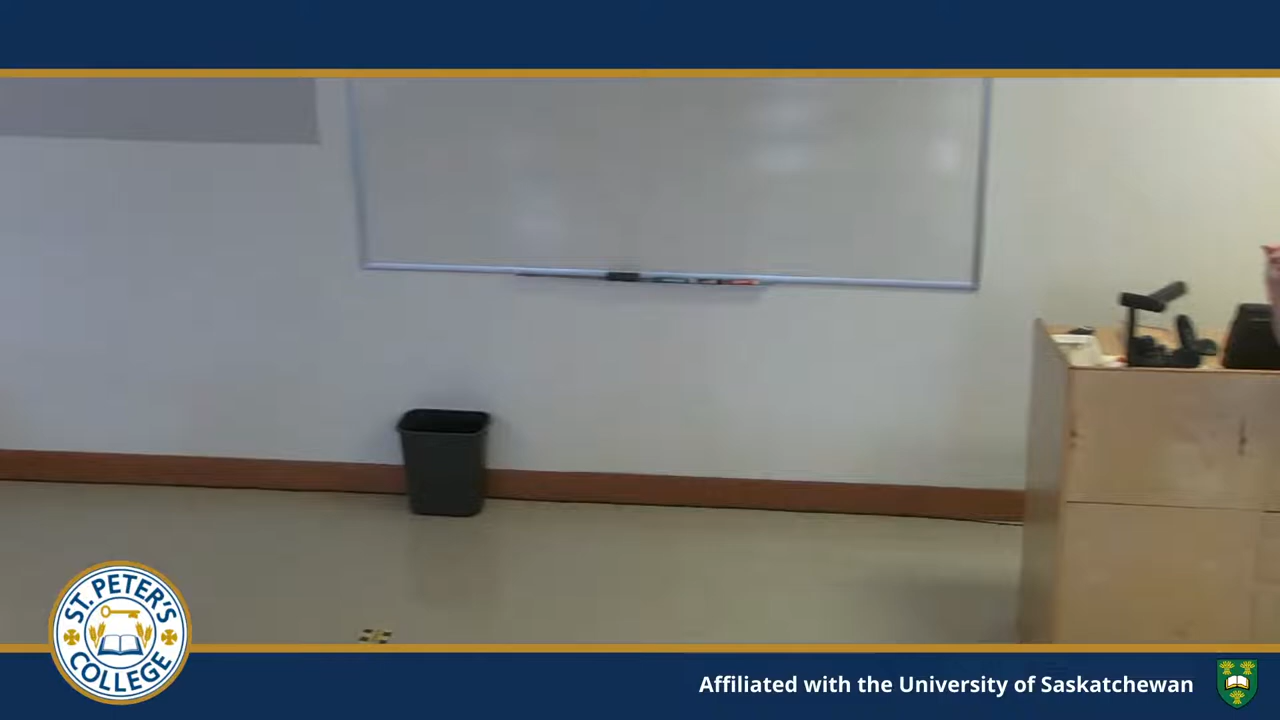 ST. PETER'S
COLLEGE
Affiliated with the University of Saskatchewan